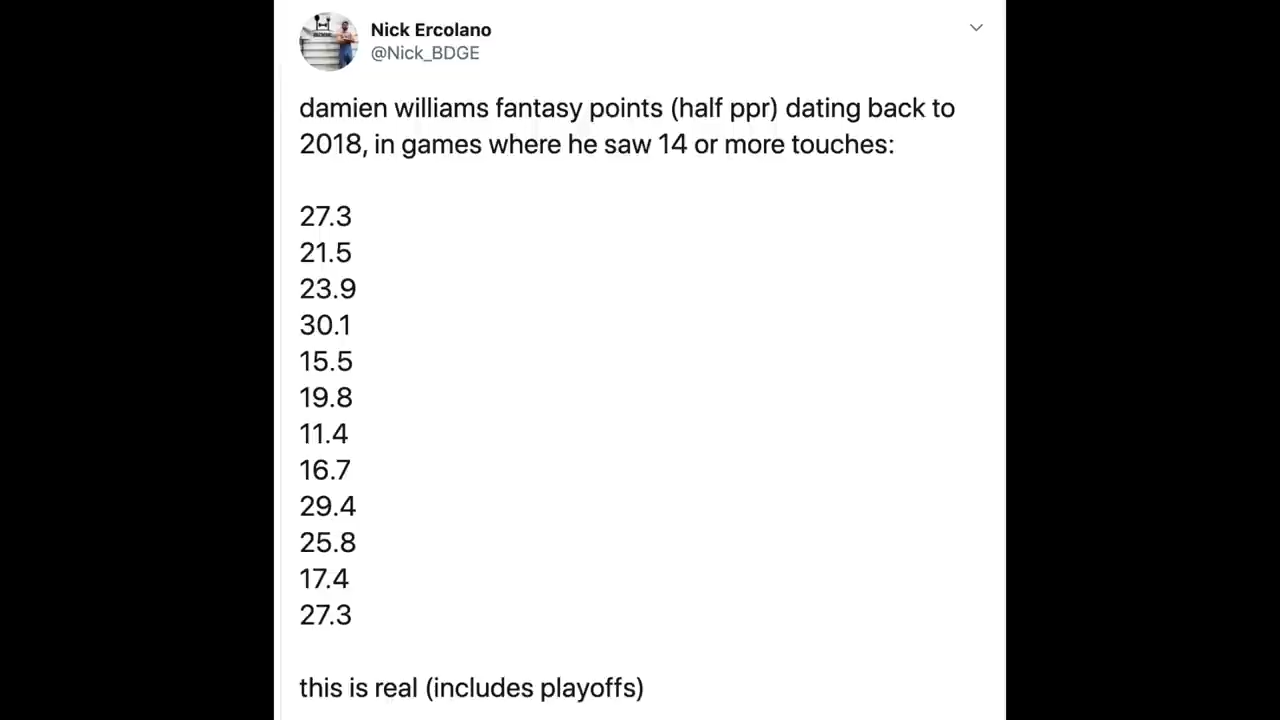 Nick Ercolano
@Nick_BDGE
damien williams fantasy points (half ppr) dating back to
2018, in games where he saw 14 or more touches:
27.3
21.5
23.9
30.1
15.5
19.8
11.4
16.7
29.4
25.8
17.4
27.3
this is real (includes playoffs)